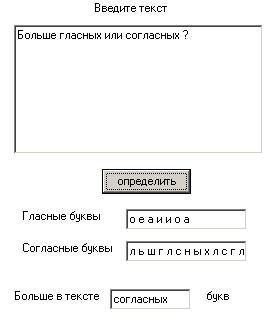 Введите текст
Больше гласных или согласных ?
определить
Гласные буквы
о е а и и о а
Согласные буквы
л ь ш г л с н ы х л с г л
Больше в тексте согласных букв